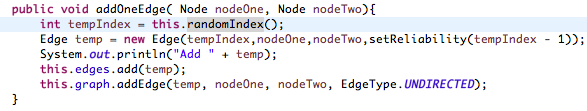 public void addOneEdge( Node nodeOne, Node nodeTwo){
int tempIndex = this.randomIndex();
Edge temp = new Edge(tempIndex,nodeOne,nodeTwo,setReliability(tempIndex - 1));
System.out.println("Add " + temp);
this.edges.add(temp);
this.graph.addEdge(temp, nodeOne, nodeTwo, EdgeType.UNDIRECTED);
}